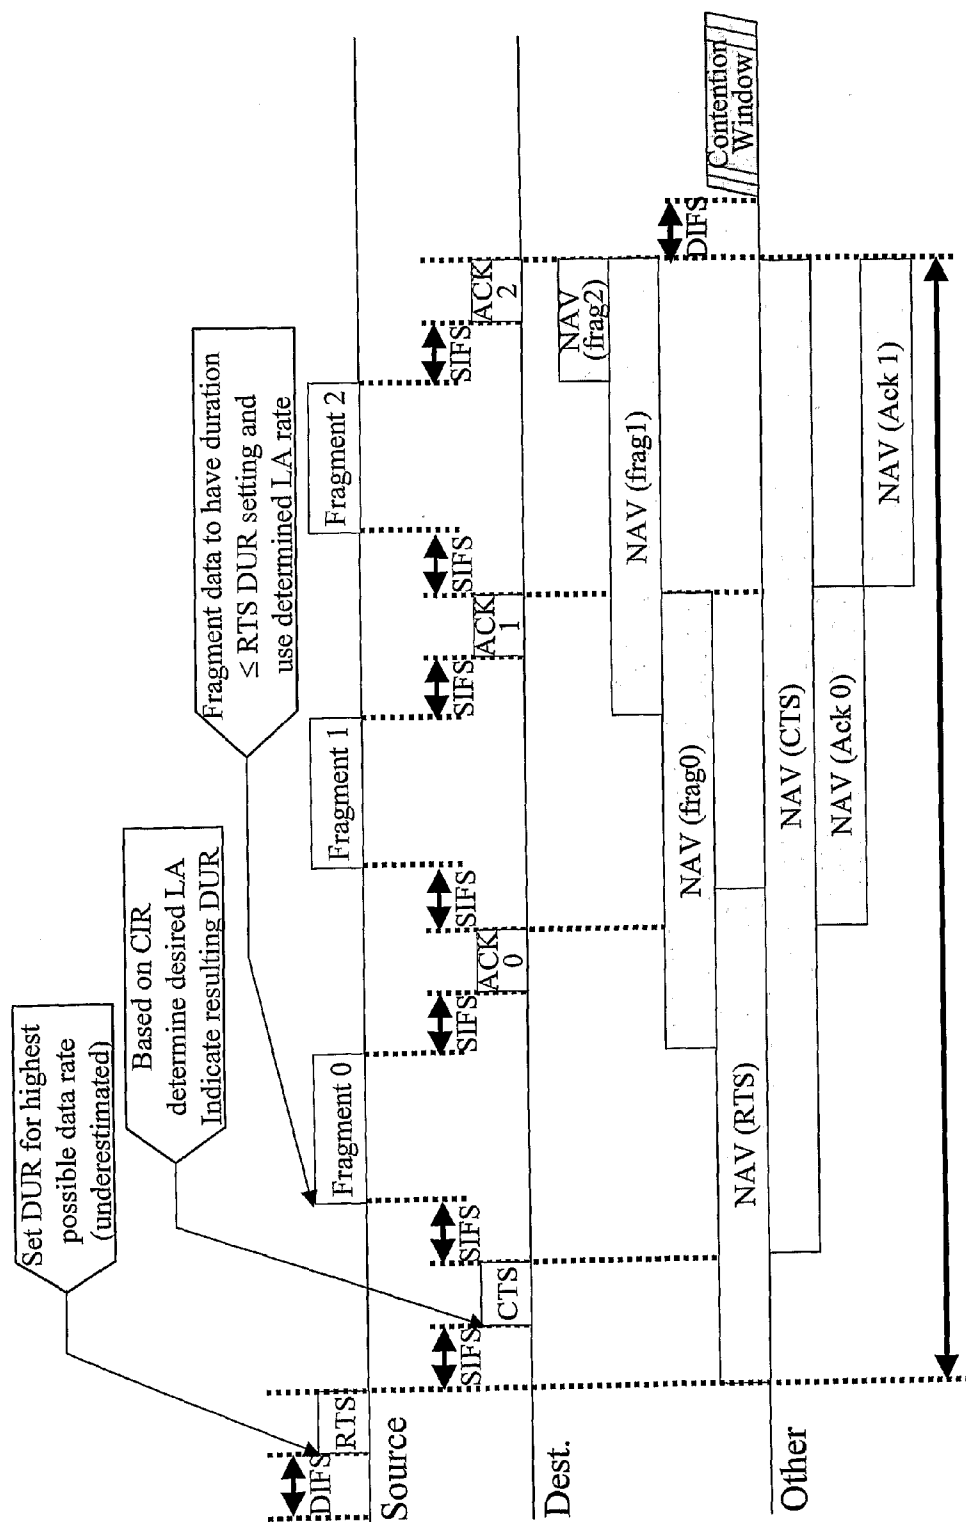 Set DUR for highest
possible data rate
(underestimated)
Based on CIR
determine desired LA
Indicate resulting DUR
Fragment data to have duration
≤ RTS DUR setting and
use determined LA rate
DIFS
RTS
Fragment 0
Fragment 1
Fragment 2
Source
SIFS
CTS
SIFS
SIFS
ACK
0
SIFS
SIFS
ACK
1
SIFS
SIFS
ACK
2
Dest.
NAV
(frag2)
NAV (frag1)
NAV (frag0)
NAV (RTS)
DIFS
Contention
Window
Other
NAV (CTS)
NAV (Ack 0)
NAV (Ack 1)